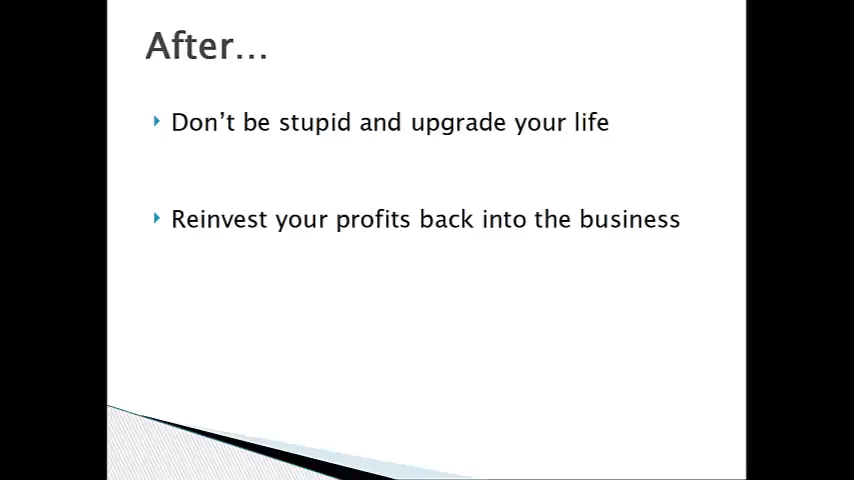 After…
Don’t be stupid and upgrade your life
Reinvest your profits back into the business